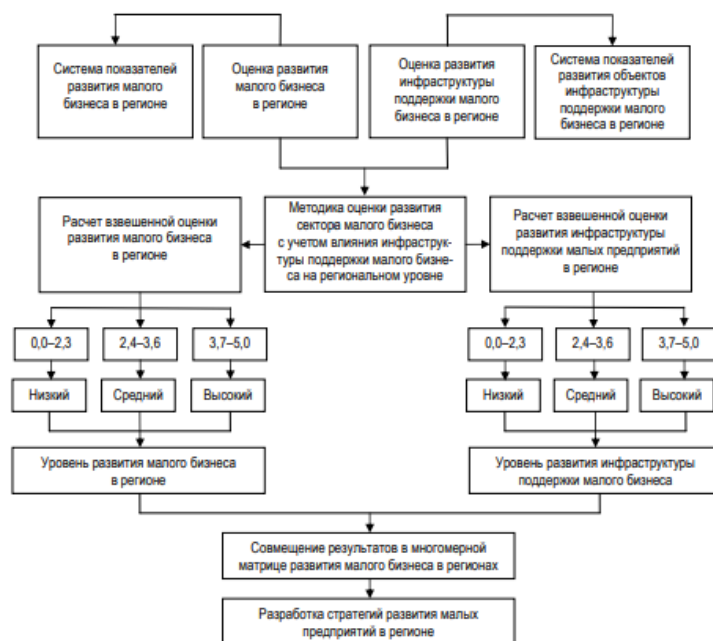 Система показателей
развития малого
бизнеса в регионе
Оценка развития
малого бизнеса
в регионе
Оценка развития
инфраструктуры
поддержки малого
бизнеса в регионе
Система показателей
развития объектов
инфраструктуры
поддержки малого
бизнеса в регионе
Расчет взвешенной оценки
развития малого бизнеса
в регионе
Методика оценки развития
сектора малого бизнеса
с учетом влияния инфраструк-
туры поддержки малого бизне-
са на региональном уровне
Расчет взвешенной оценки
развития инфраструктуры
поддержки малых предприятий
в регионе
0,0–2,3
2,4–3,6
3,7–5,0
0,0–2,3
2,4–3,6
3,7–5,0
Низкий
Средний
Высокий
Низкий
Средний
Высокий
Уровень развития малого бизнеса
в регионе
Уровень развития инфраструктуры
поддержки малого бизнеса
Совмещение результатов в многомерной
матрице развития малого бизнеса в регионах
Разработка стратегий развития малых
предприятий в регионе